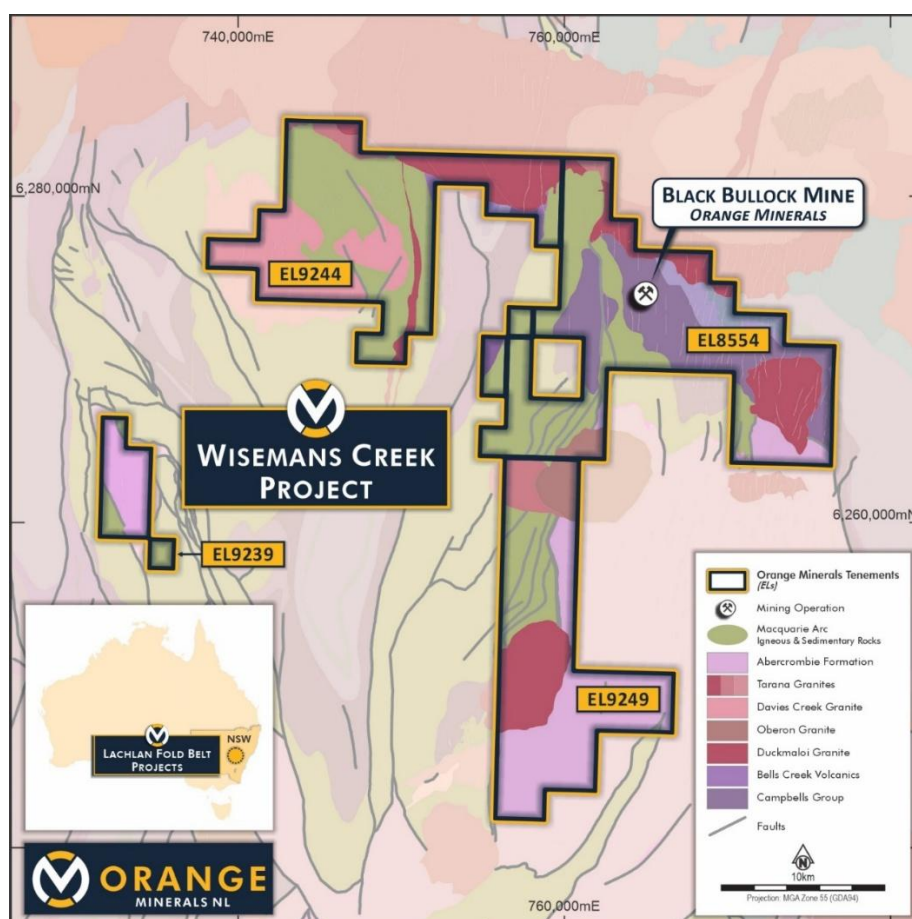 740,000mE
760,000mE
6,280,000mN
BLACK BULLOCK MINE
ORANGE MINERALS
EL9244
EL8554
WISEMANS CREEK
PROJECT
6,260,000mN
EL9239
EL9249
NSW
LACHLAN FOLD BELT
PROJECTS
ORANGE
MINERALS NL
760,000mE
Orange Minerals Tenements
(ELs)
Mining Operation
Macquarie Arc
Igneous & Sedimentary Rocks
Abercrombie Formation
Tarana Granites
Davies Creek Granite
Oberon Granite
Duckmaloi Granite
Bells Creek Volcanics
Campbells Group
Faults
N
10km
Projection: MGA Zone 55 (GDA94)